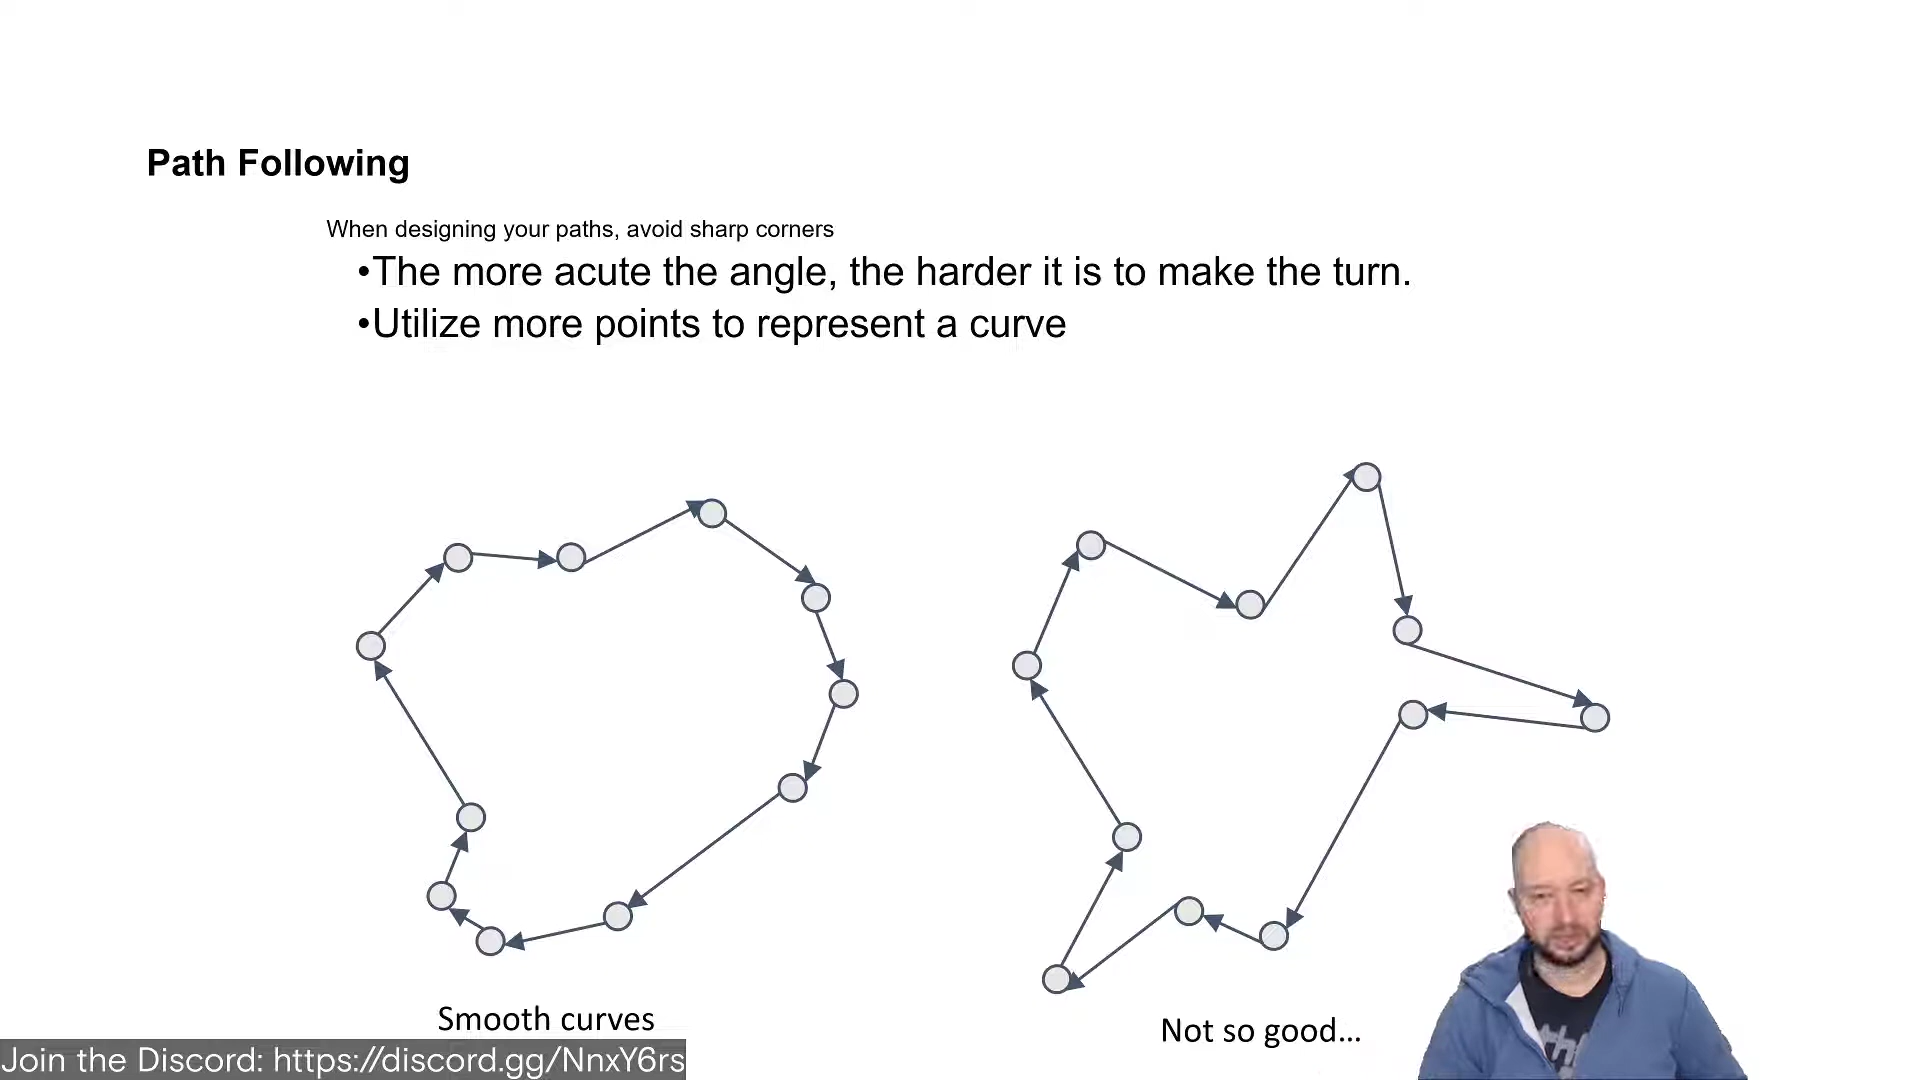 Path Following
When designing your paths, avoid sharp corners
•The more acute the angle, the harder it is to make the turn.
•Utilize more points to represent a curve
Smooth curves
Not so good...
Join the Discord: https://discord.gg/NnxY6rs